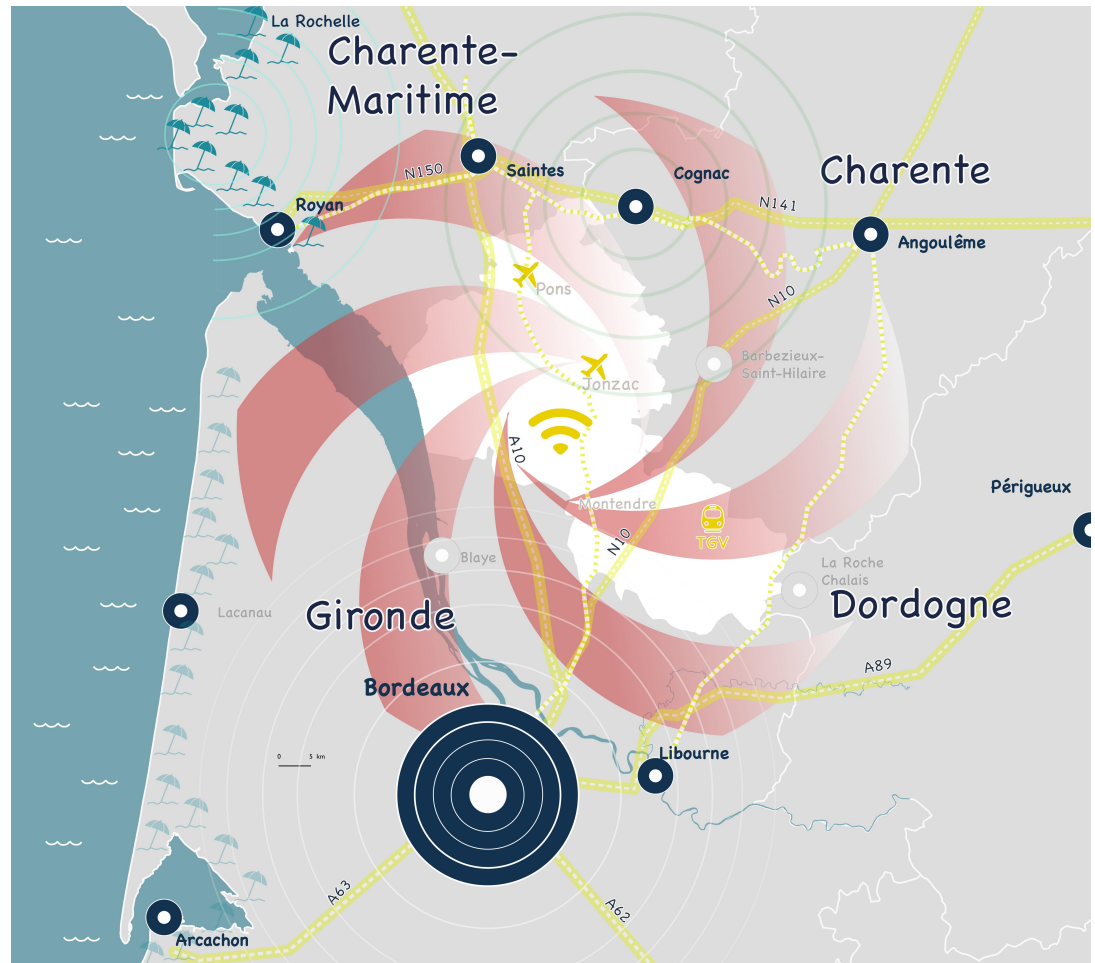 La Rochelle
Charente-
Maritime
N150
Saintes
Cognac
Charente
Royan
N141
Angoulême
Pons
N10
Barbezieux-
Saint-Hilaire
Jonzac
A10
Montendre
Périgueux
N10
TGV
Blaye
La Roche
Chalais
Lacanau
Gironde
Dordogne
A89
Bordeaux
Libourne
0 5 km
A63
A62
Arcachon